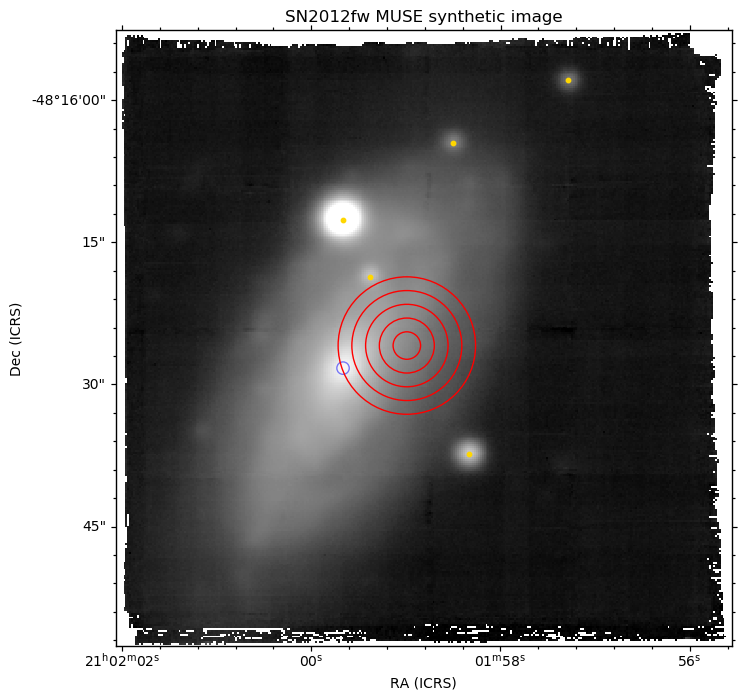 SN2012fw MUSE synthetic image
-48°16'00"
15"
30"
45"
Dec (ICRS)
21h02m02s 00s 01m58s 56s
RA (ICRS)